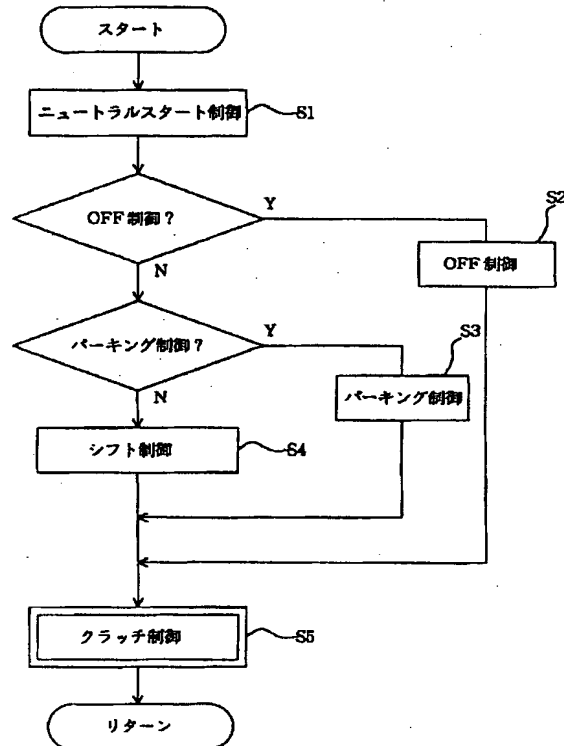 スタート
ニュートラルスタート制御
S1
OFF制御?
Y
S2
OFF制御
N
パーキング制御?
Y
S3
パーキング制御
N
シフト制御
S4
クラッチ制御
S5
リターン